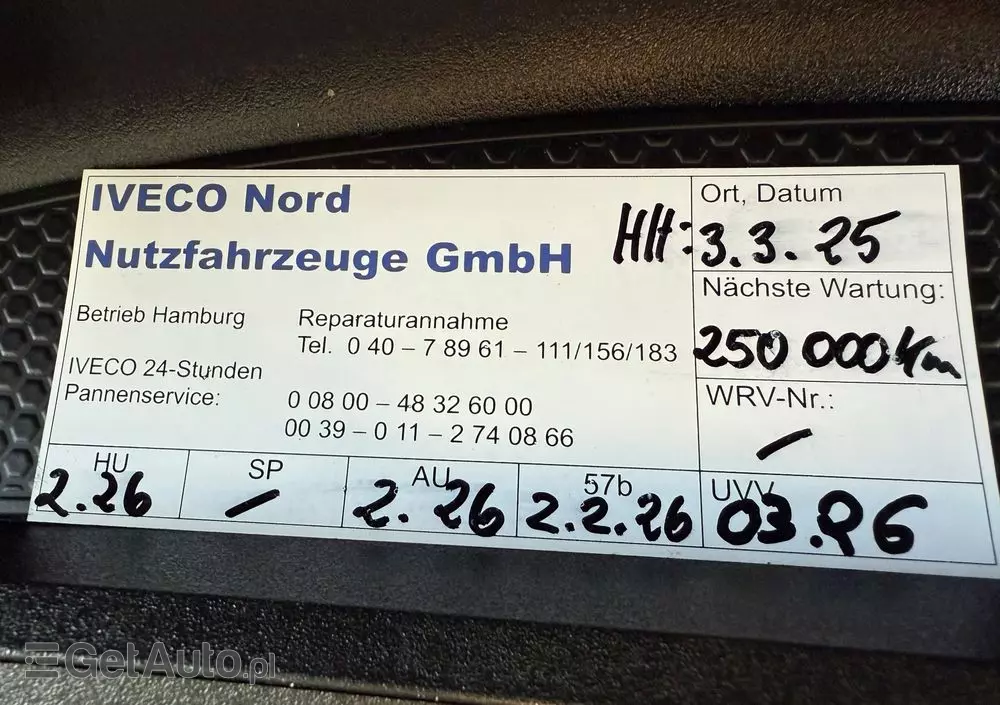 IVECO Nord
Nutzfahrzeuge GmbH
HH:
Ort, Datum
3.3.25
Nächste Wartung:
250 000 Km
WRV-Nr.:
–
Betrieb Hamburg
Reparaturannahme
Tel. 0 40 – 7 89 61 – 111/156/183
IVECO 24-Stunden
Pannenservice:
0 08 00 – 48 32 60 00
00 39 – 0 11 – 2 74 08 66
HU
2.26
SP
–
AU
2.26
57b
2.2.26
UVV
03.26
GetAuto.pl